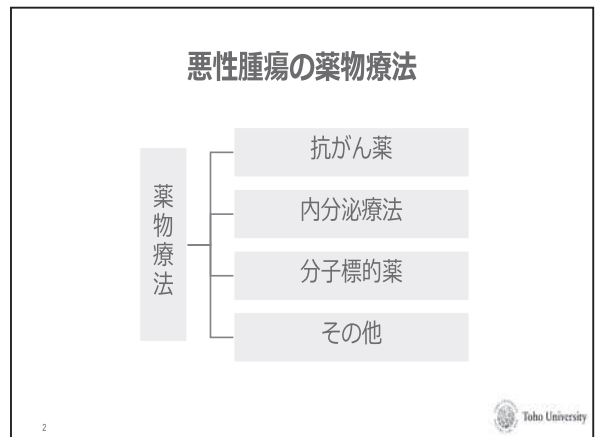 悪性腫瘍の薬物療法
薬物療法
抗がん薬
内分泌療法
分子標的薬
その他
2
Toho University